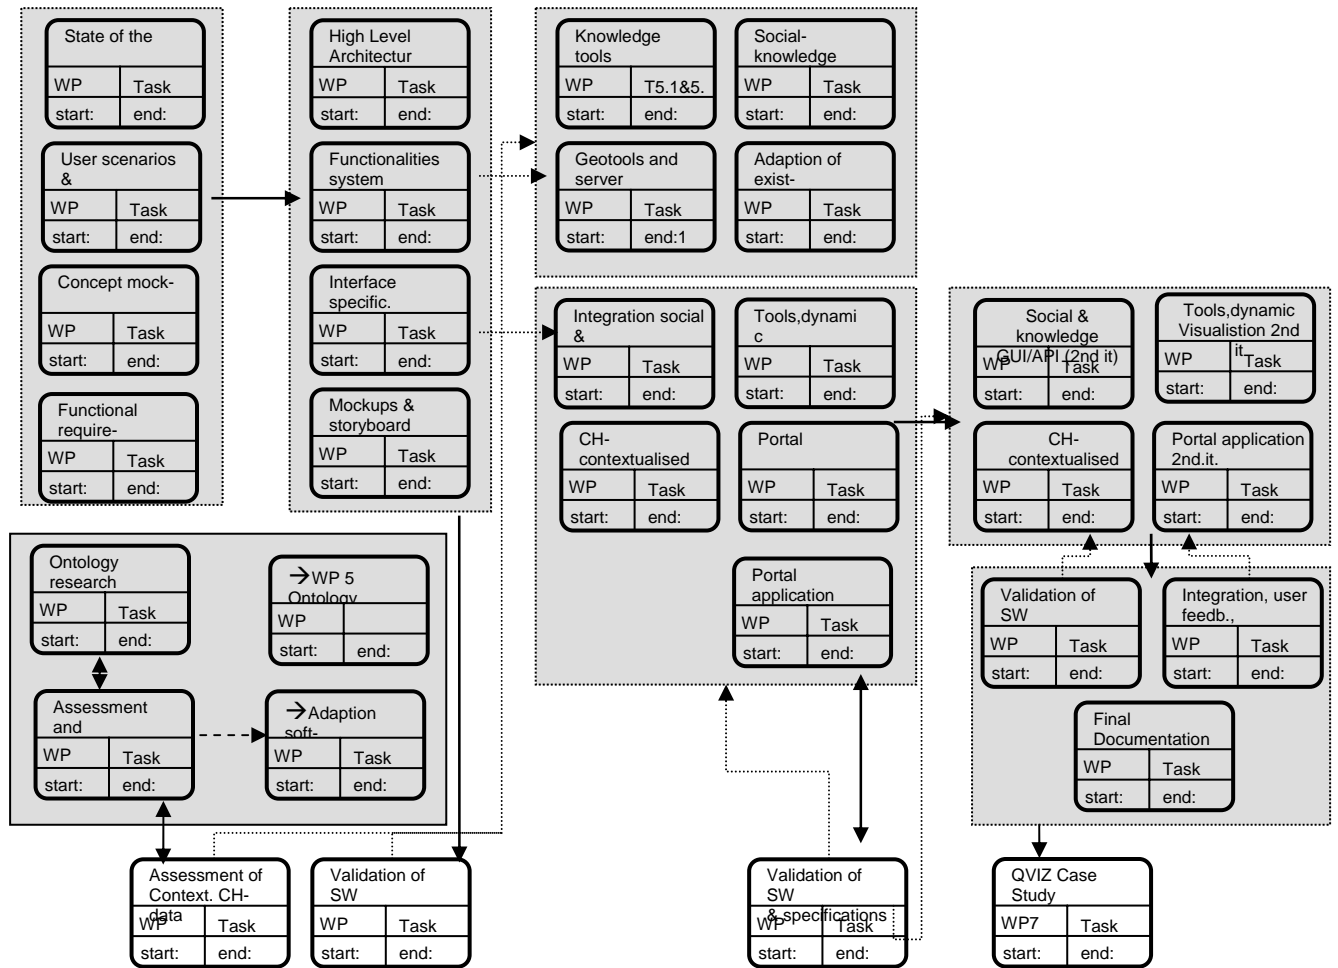 State of the
WP Task
start: end:
User scenarios
&
WP Task
start: end:
Concept mock-
WP Task
start: end:
Functional
require-
WP Task
start: end:
High Level
Architectur
WP Task
start: end:
Functionalities
system
WP Task
start: end:
Interface
specific.
WP Task
start: end:
Mockups &
storyboard
WP Task
start: end:
Knowledge
tools
WP T5.1&5.
start: end:
Social-
knowledge
WP Task
start: end:
Geotools and
server
WP Task
start: end:1
Adaption of
exist-
WP Task
start: end:
Integration social
&
WP Task
start: end:
Tools,dynami
c
WP Task
start: end:
CH-
contextualised
WP Task
start: end:
Portal
WP Task
start: end:
Portal
application
WP Task
start: end:
Social &
knowledge
GUI/API (2nd it)
WP Task
start: end:
Tools,dynamic
Visualistion 2nd
it
WP Task
start: end:
CH-
contextualised
WP Task
start: end:
Portal application
2nd.it.
WP Task
start: end:
Ontology
research
WP Task
start: end:
→WP 5
Ontology
WP
start: end:
Assessment
and
WP Task
start: end:
→Adaption
soft-
WP Task
start: end:
Validation of
SW
WP Task
start: end:
Integration, user
feedb.,
WP Task
start: end:
Final
Documentation
WP Task
start: end:
Assessment of
Context. CH-
data
WP Task
start: end:
Validation of
SW
WP Task
start: end:
Validation of
SW
& specifications
WP Task
start: end:
QVIZ Case
Study
WP7 Task
start: end: